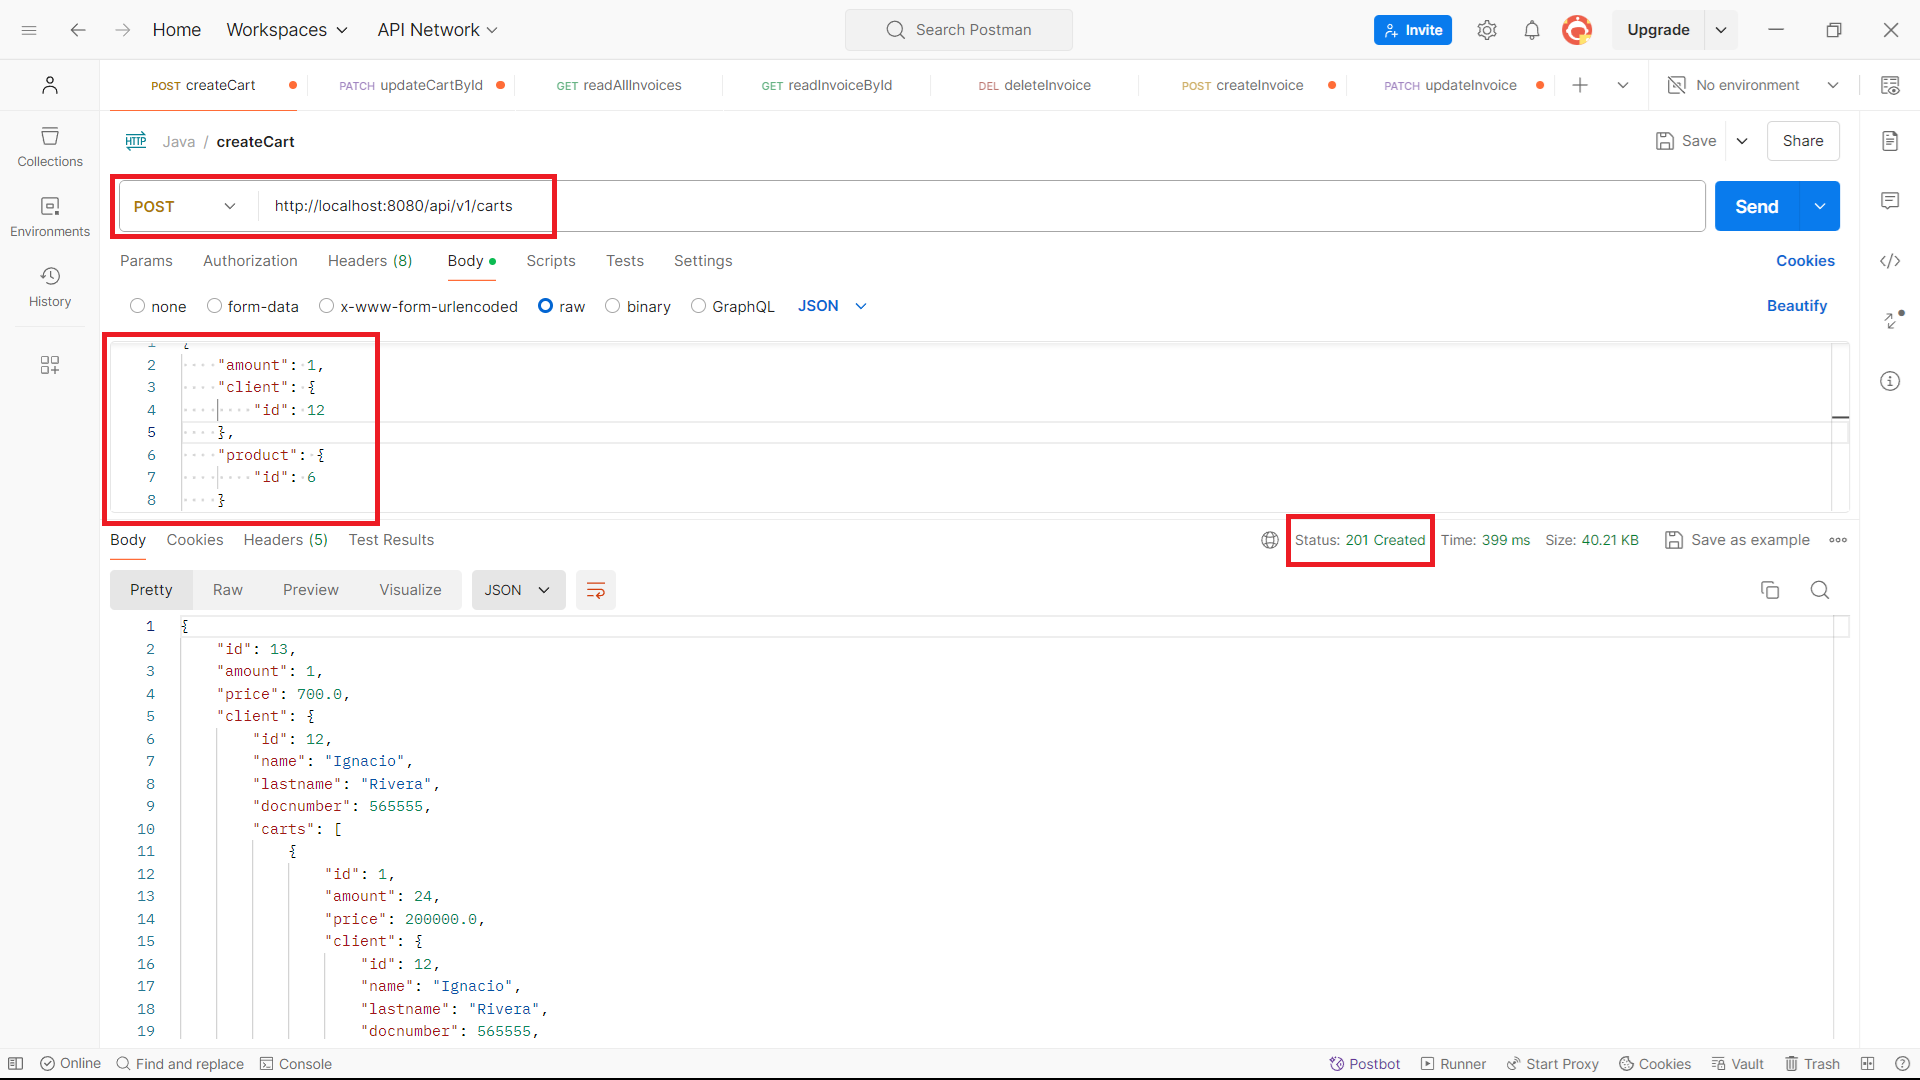 Home Workspaces API Network Search Postman Invite Upgrade
POST createCart PATCH updateCartById GET readAllInvoices GET readInvoiceById DEL deleteInvoice POST createInvoice PATCH updateInvoice No environment
HTTP Java / createCart Save Share
Collections
Environments
History
POST http://localhost:8080/api/v1/carts Send
Params Authorization Headers (8) Body Scripts Tests Settings Cookies
none form-data x-www-form-urlencoded raw binary GraphQL JSON Beautify
1 {
2 "amount": 1,
3 "client": {
4 "id": 12
5 },
6 "product": {
7 "id": 6
8 }
Body Cookies Headers (5) Test Results Status: 201 Created Time: 399 ms Size: 40.21 KB Save as example
Pretty Raw Preview Visualize JSON
1 {
2 "id": 13,
3 "amount": 1,
4 "price": 700.0,
5 "client": {
6 "id": 12,
7 "name": "Ignacio",
8 "lastname": "Rivera",
9 "docnumber": 565555,
10 "carts": [
11 {
12 "id": 1,
13 "amount": 24,
14 "price": 200000.0,
15 "client": {
16 "id": 12,
17 "name": "Ignacio",
18 "lastname": "Rivera",
19 "docnumber": 565555,
Online Find and replace Console Postbot Runner Start Proxy Cookies Vault Trash